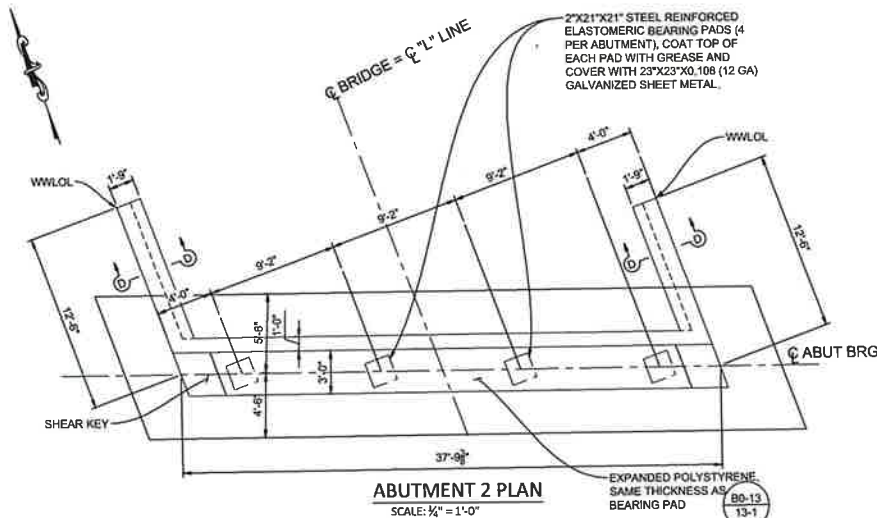 2"X21"X21" STEEL REINFORCED
ELASTOMERIC BEARING PADS (4
PER ABUTMENT), COAT TOP OF
EACH PAD WITH GREASE AND
COVER WITH 23"X23"X0.108 (12 GA)
GALVANIZED SHEET METAL.
℄ BRIDGE = ℄ "L" LINE
4'-0"
WWLOL
1'-9"
WWLOL
1'-9"
9'-2"
9'-2"
9'-2"
4'-0"
12'-6"
12'-6"
D
D
D
D
5'-8"
1'-0"
3'-0"
4'-6"
℄ ABUT BRG
SHEAR KEY
37'-9⅜"
ABUTMENT 2 PLAN
SCALE: ¼" = 1'-0"
EXPANDED POLYSTYRENE,
SAME THICKNESS AS
BEARING PAD
B0-13
13-1